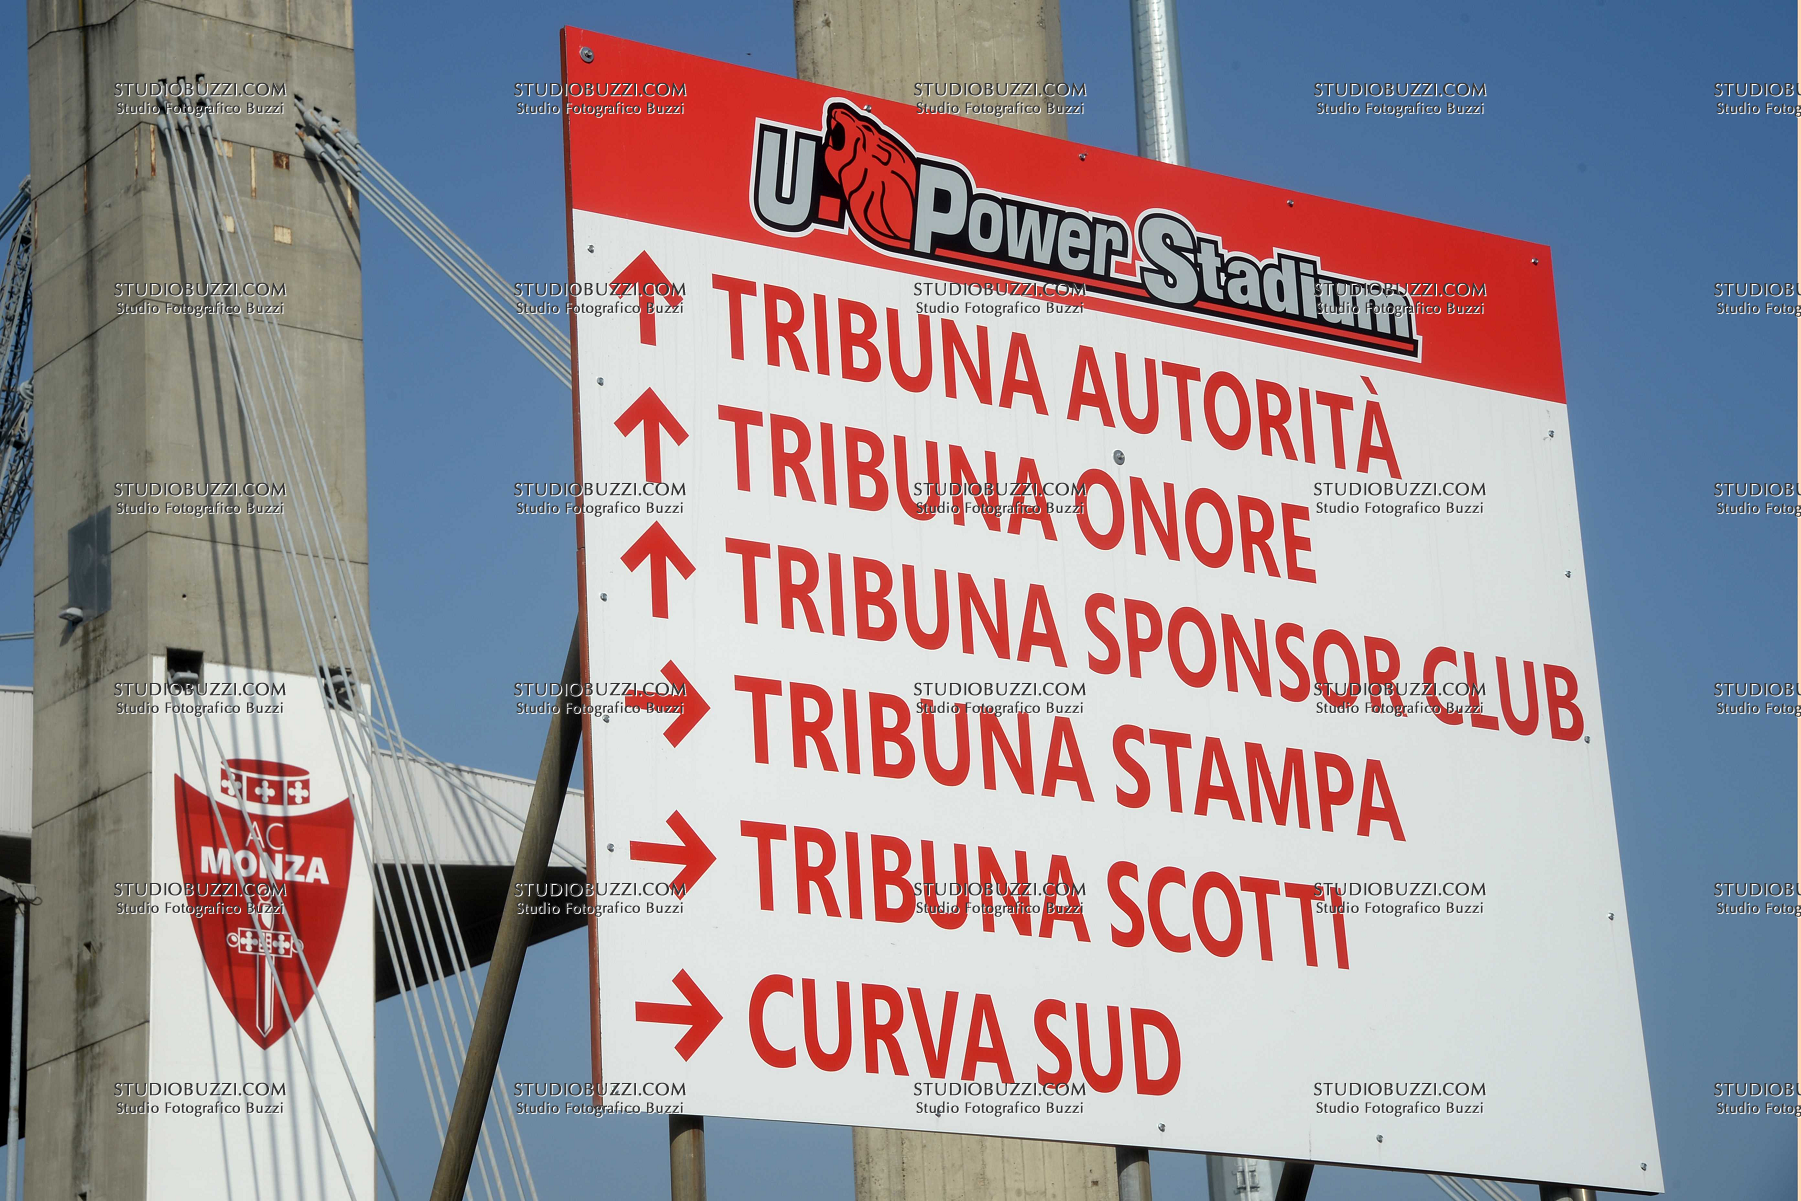 U.Power Stadium
TRIBUNA AUTORITÀ
TRIBUNA ONORE
TRIBUNA SPONSOR CLUB
TRIBUNA STAMPA
TRIBUNA SCOTTI
CURVA SUD
AC
MONZA
STUDIOBUZZI.COM
Studio Fotografico Buzzi